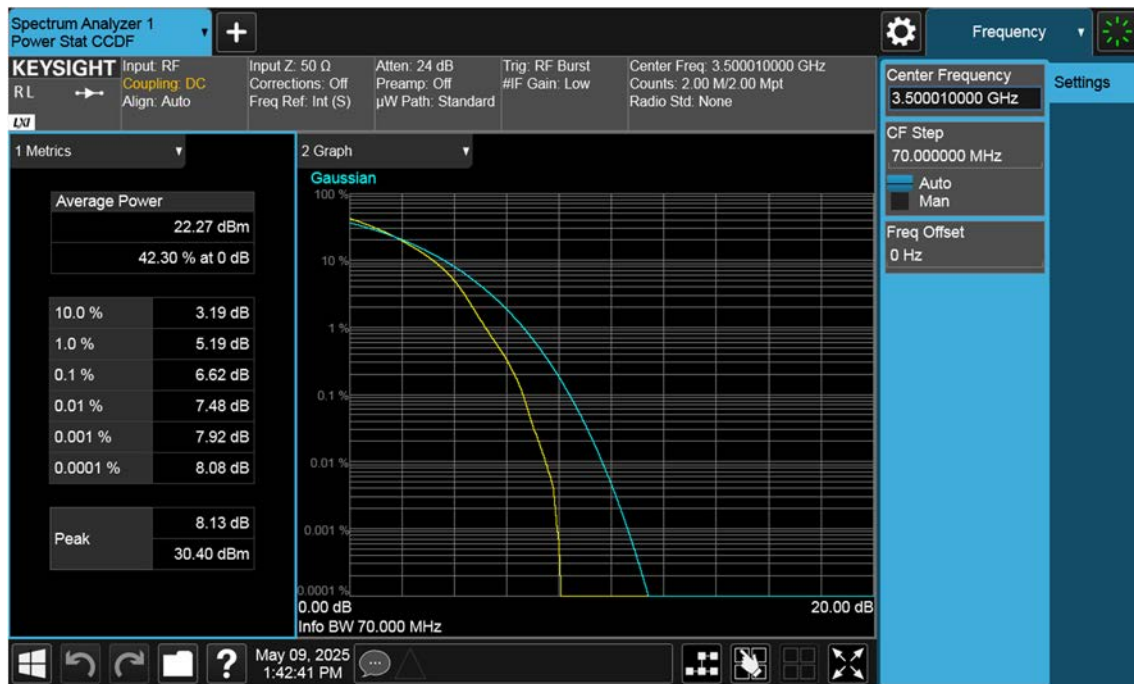 Spectrum Analyzer 1
Power Stat CCDF
Frequency
KEYSIGHT
RL
LXI
Input: RF
Coupling: DC
Align: Auto
Input Z: 50 Ω
Corrections: Off
Freq Ref: Int (S)
Atten: 24 dB
Preamp: Off
µW Path: Standard
Trig: RF Burst
#IF Gain: Low
Center Freq: 3.500010000 GHz
Counts: 2.00 M/2.00 Mpt
Radio Std: None
Center Frequency
3.500010000 GHz
Settings
CF Step
70.000000 MHz
Auto
Man
Freq Offset
0 Hz
1 Metrics
Average Power
22.27 dBm
42.30 % at 0 dB
10.0 % 3.19 dB
1.0 % 5.19 dB
0.1 % 6.62 dB
0.01 % 7.48 dB
0.001 % 7.92 dB
0.0001 % 8.08 dB
Peak
8.13 dB
30.40 dBm
2 Graph
Gaussian
100 %
10 %
1 %
0.1 %
0.01 %
0.001 %
0.0001 %
0.00 dB 20.00 dB
Info BW 70.000 MHz
?
May 09, 2025
1:42:41 PM